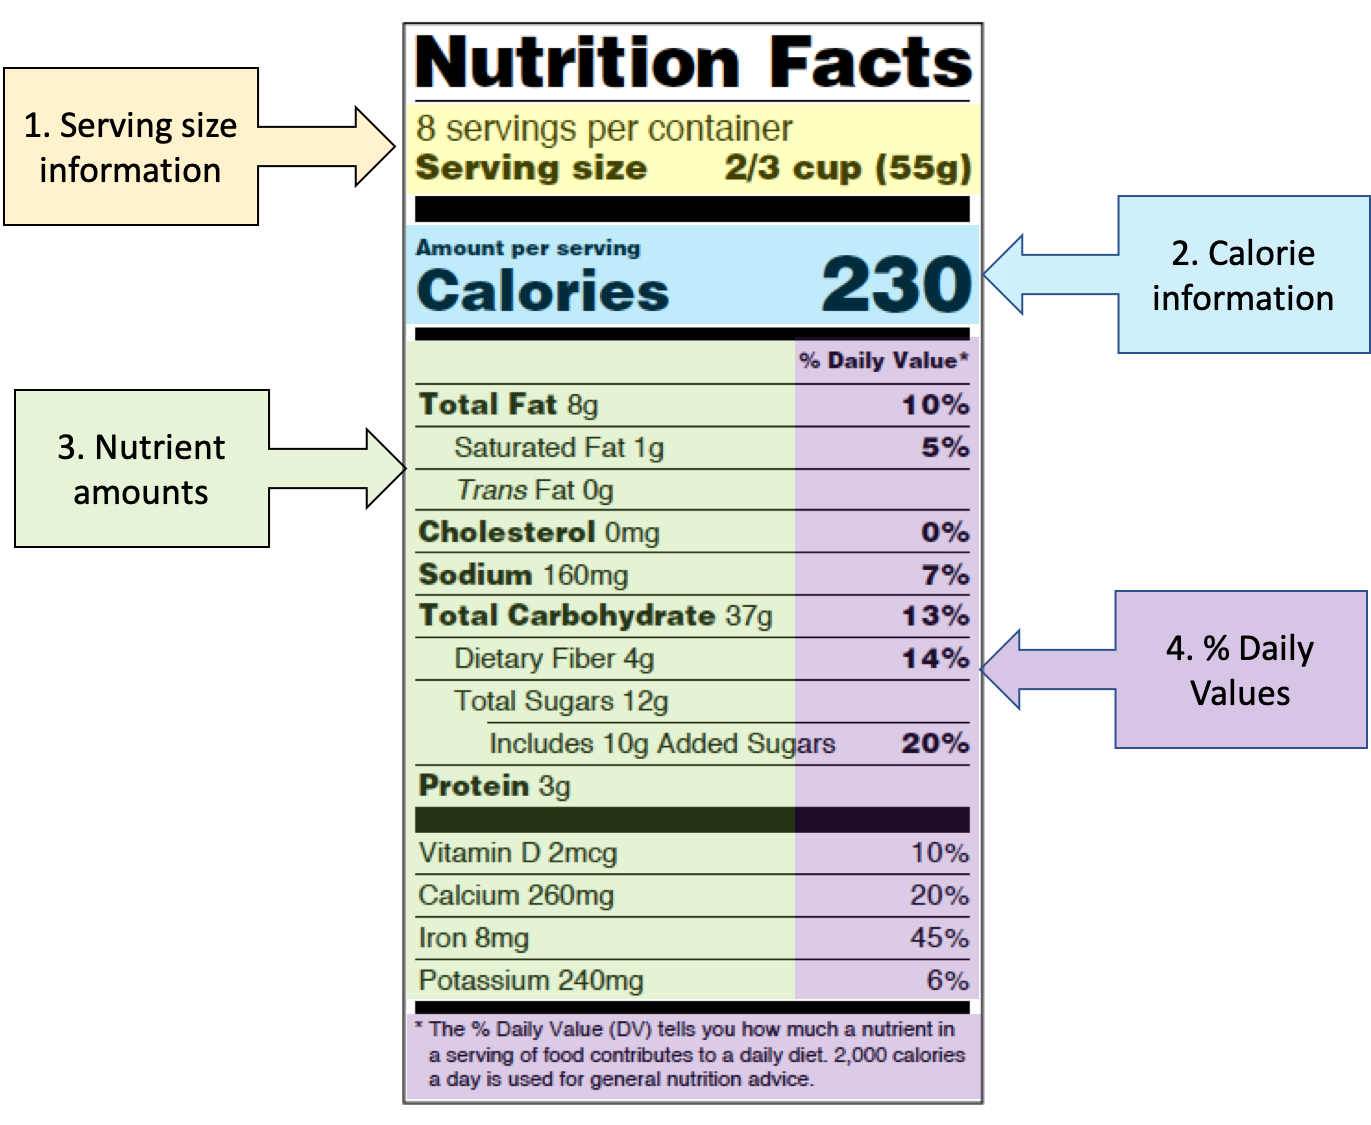 Nutrition Facts
1. Serving size
information
8 servings per container
Serving size 2/3 cup (55g)
Amount per serving
Calories 230
2. Calorie
information
% Daily Value*
3. Nutrient
amounts
Total Fat 8g 10%
Saturated Fat 1g 5%
Trans Fat 0g
Cholesterol 0mg 0%
Sodium 160mg 7%
Total Carbohydrate 37g 13%
Dietary Fiber 4g 14%
Total Sugars 12g
Includes 10g Added Sugars 20%
Protein 3g
4. % Daily
Values
Vitamin D 2mcg 10%
Calcium 260mg 20%
Iron 8mg 45%
Potassium 240mg 6%
* The % Daily Value (DV) tells you how much a nutrient in
a serving of food contributes to a daily diet. 2,000 calories
a day is used for general nutrition advice.